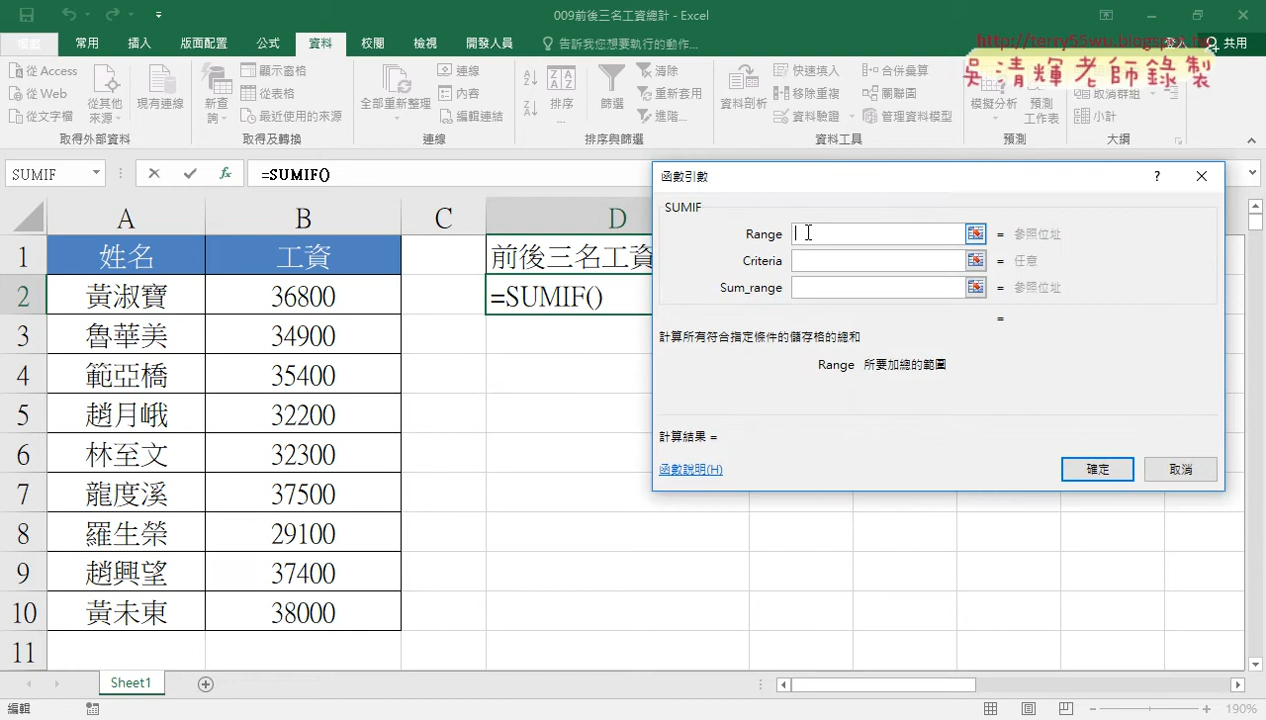 009前後三名工資總計 - Excel
http://terry55wu.blogspot.tw
吳清輝老師錄製
檔案 常用 插入 版面配置 公式 資料 校閱 檢視 開發人員 告訴我您想要執行的動作... 登入 共用
從 Access
從 Web
從文字檔
從其他來源
現有連線
取得外部資料
新查詢
顯示查詢
從表格
最近使用的來源
取得及轉換
全部重新整理
連線
內容
編輯連結
連線
排序
篩選
清除
重新套用
進階...
排序與篩選
資料剖析
快速填入
移除重複
資料驗證
合併彙算
關聯圖
管理資料模型
資料工具
模擬分析
預測工作表
預測
取消群組
小計
大綱
SUMIF
fx
=SUMIF()
A B C D
1 姓名 工資 前後三名工資
2 黃淑寶 36800 =SUMIF()
3 魯華美 34900
4 範亞橋 35400
5 趙月峨 32200
6 林至文 32300
7 龍度溪 37500
8 羅生榮 29100
9 趙興望 37400
10 黃未東 38000
11
函數引數 ?
SUMIF
Range = 參照位址
Criteria = 任意
Sum_range = 參照位址
=
計算所有符合指定條件的儲存格的總和
Range 所要加總的範圍
計算結果 =
函數說明(H)
確定 取消
Sheet1
編輯
190%